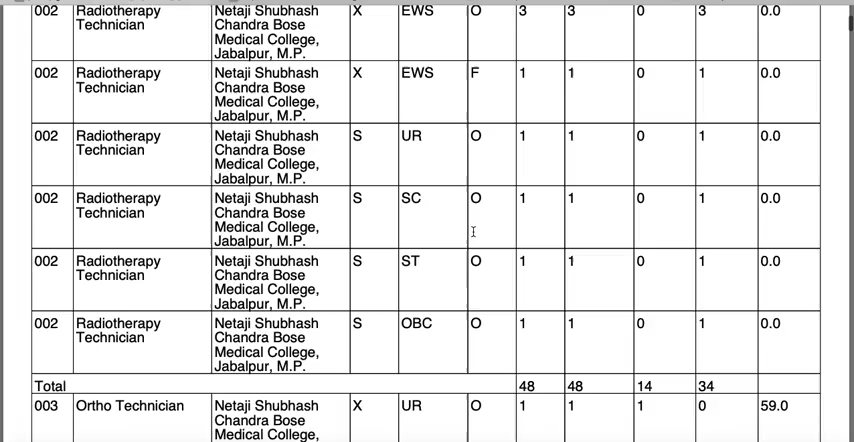 002 Radiotherapy Netaji Shubhash X EWS O 3 3 0 3 0.0
Technician Chandra Bose
Medical College,
Jabalpur, M.P.
002 Radiotherapy Netaji Shubhash X EWS F 1 1 0 1 0.0
Technician Chandra Bose
Medical College,
Jabalpur, M.P.
002 Radiotherapy Netaji Shubhash S UR O 1 1 0 1 0.0
Technician Chandra Bose
Medical College,
Jabalpur, M.P.
002 Radiotherapy Netaji Shubhash S SC O 1 1 0 1 0.0
Technician Chandra Bose
Medical College,
Jabalpur, M.P.
002 Radiotherapy Netaji Shubhash S ST O 1 1 0 1 0.0
Technician Chandra Bose
Medical College,
Jabalpur, M.P.
002 Radiotherapy Netaji Shubhash S OBC O 1 1 0 1 0.0
Technician Chandra Bose
Medical College,
Jabalpur, M.P.
Total 48 48 14 34
003 Ortho Technician Netaji Shubhash X UR O 1 1 1 0 59.0
Chandra Bose
Medical College,